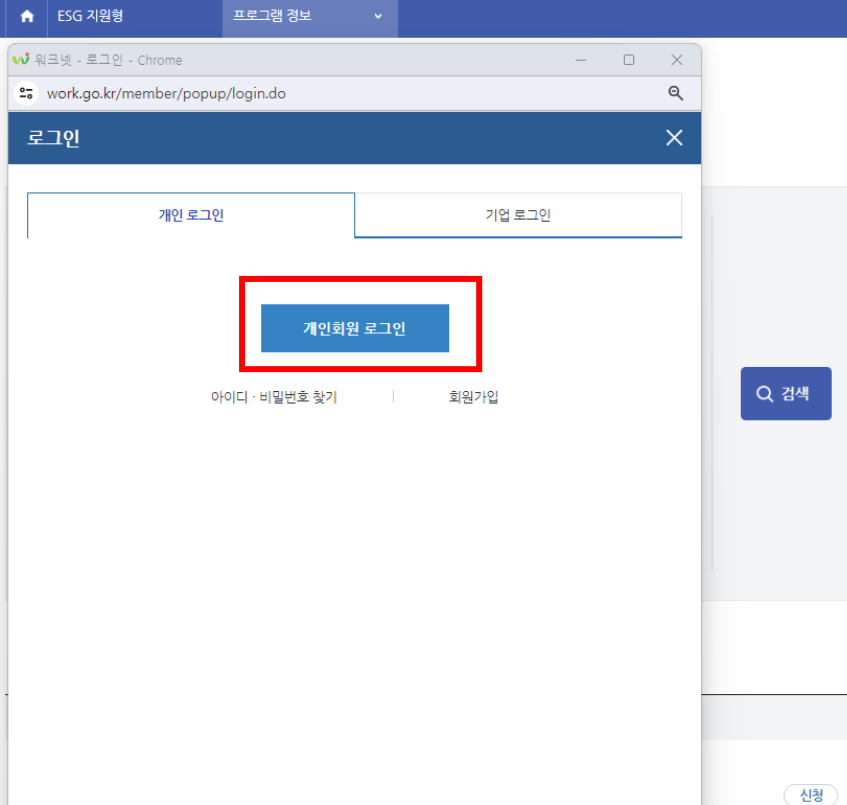 ESG 지원형 프로그램 정보
워크넷 - 로그인 - Chrome
work.go.kr/member/popup/login.do
로그인
개인 로그인 기업 로그인
개인회원 로그인
아이디 · 비밀번호 찾기 | 회원가입
검색
신청